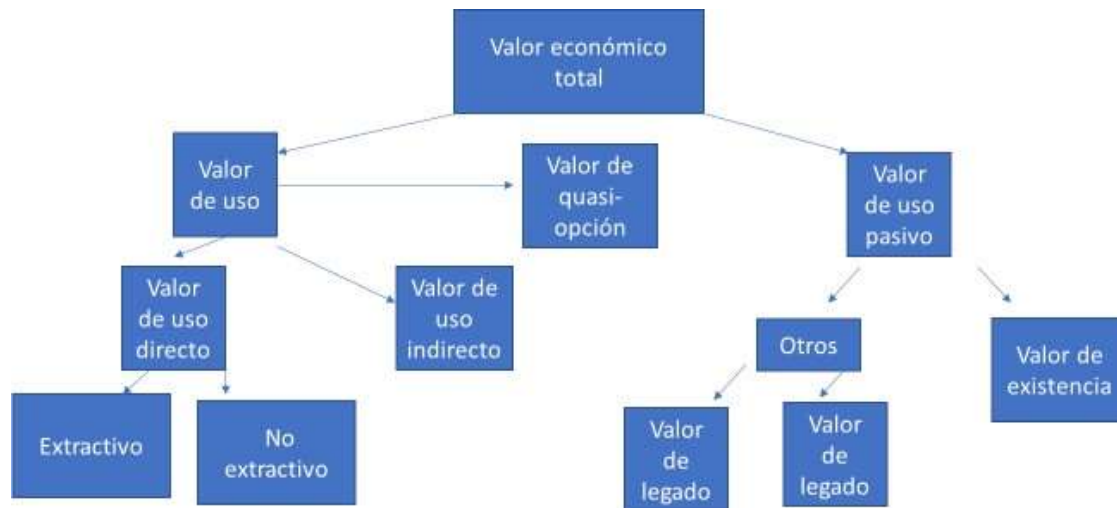 Valor económico
total
Valor
de uso
Valor de
quasi-
opción
Valor
de uso
pasivo
Valor
de uso
directo
Valor de
uso
indirecto
Otros
Valor de
existencia
Extractivo
No
extractivo
Valor
de
legado
Valor
de
legado